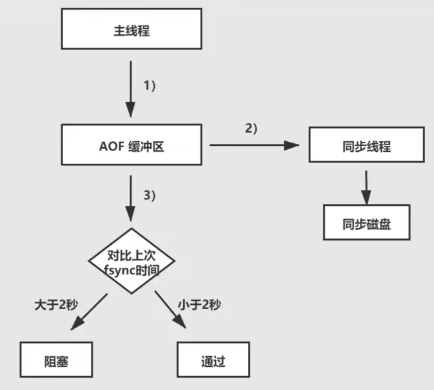 主线程
1）
AOF 缓冲区
2）
同步线程
3）
同步磁盘
对比上次
fsync时间
大于2秒
小于2秒
阻塞
通过